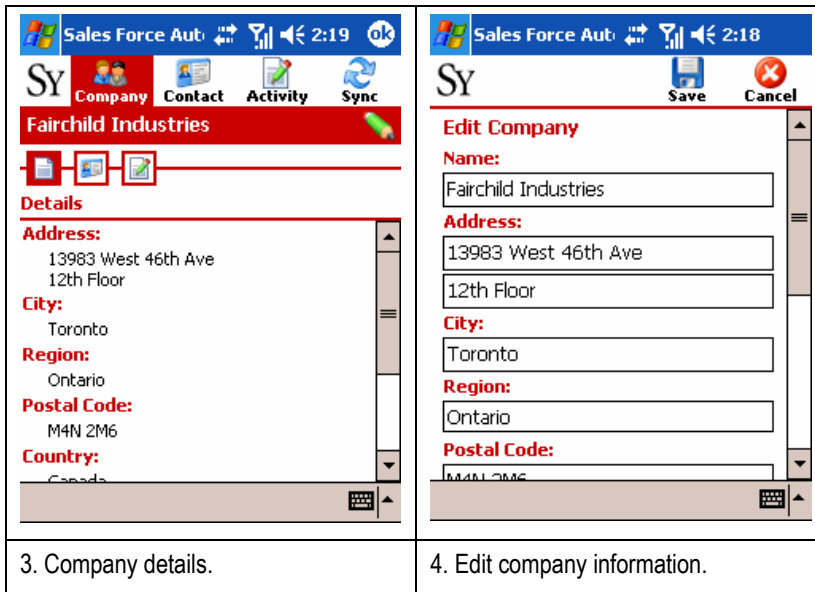 Sales Force Aut 2:19 ok
SY Company Contact Activity Sync
Fairchild Industries
Details
Address:
13983 West 46th Ave
12th Floor
City:
Toronto
Region:
Ontario
Postal Code:
M4N 2M6
Country:
Canada
3. Company details.
Sales Force Aut 2:18
SY Save Cancel
Edit Company
Name:
Fairchild Industries
Address:
13983 West 46th Ave
12th Floor
City:
Toronto
Region:
Ontario
Postal Code:
M4N 2M6
4. Edit company information.